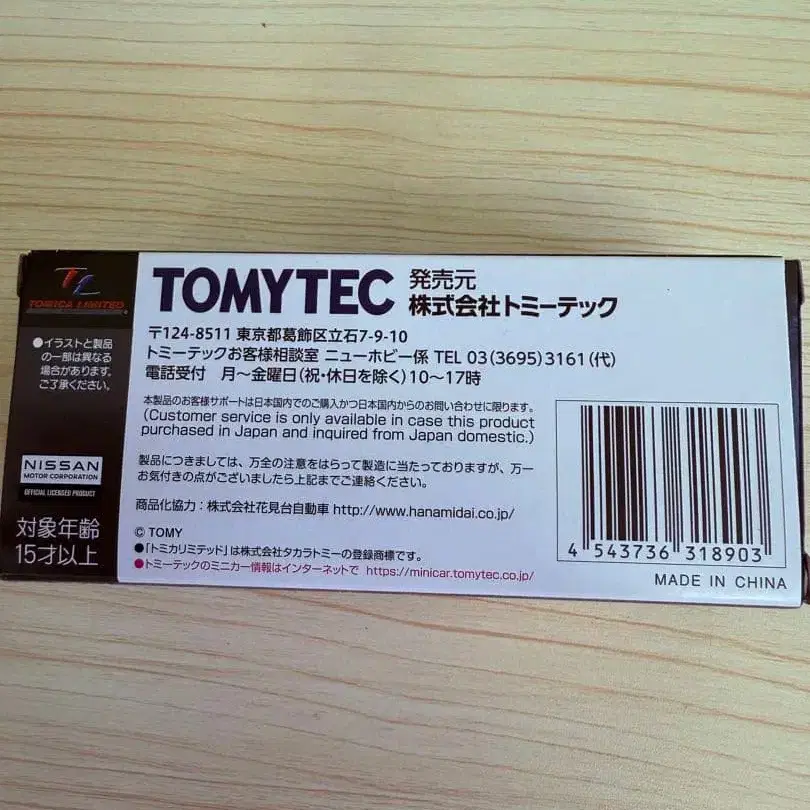 TL
TOMICA LIMITED
●イラストと製品
の一部は異なる
場合があります。
ご了承ください。
NISSAN
MOTOR CORPORATION
OFFICIAL LICENSED PRODUCT
対象年齢
15才以上
TOMYTEC 発売元
株式会社トミーテック
〒124-8511 東京都葛飾区立石7-9-10
トミーテックお客様相談室 ニューホビー係 TEL 03(3695)3161(代)
電話受付 月〜金曜日(祝・休日を除く)10〜17時
本製品のお客様サポートは日本国内でのご購入かつ日本国内からのお問い合わせに限ります。
(Customer service is only available in case this product
purchased in Japan and inquired from Japan domestic.)
製品につきましては、万全の注意をはらって製造に当たっておりますが、万一
お気付きの点がございましたら上記までご連絡ください。
商品化協力：株式会社花見台自動車 http://www.hanamidai.co.jp/
© TOMY
●「トミカリミテッド」は株式会社タカラトミーの登録商標です。
●トミーテックのミニカー情報はインターネットで https://minicar.tomytec.co.jp/
4 543736 318903
MADE IN CHINA